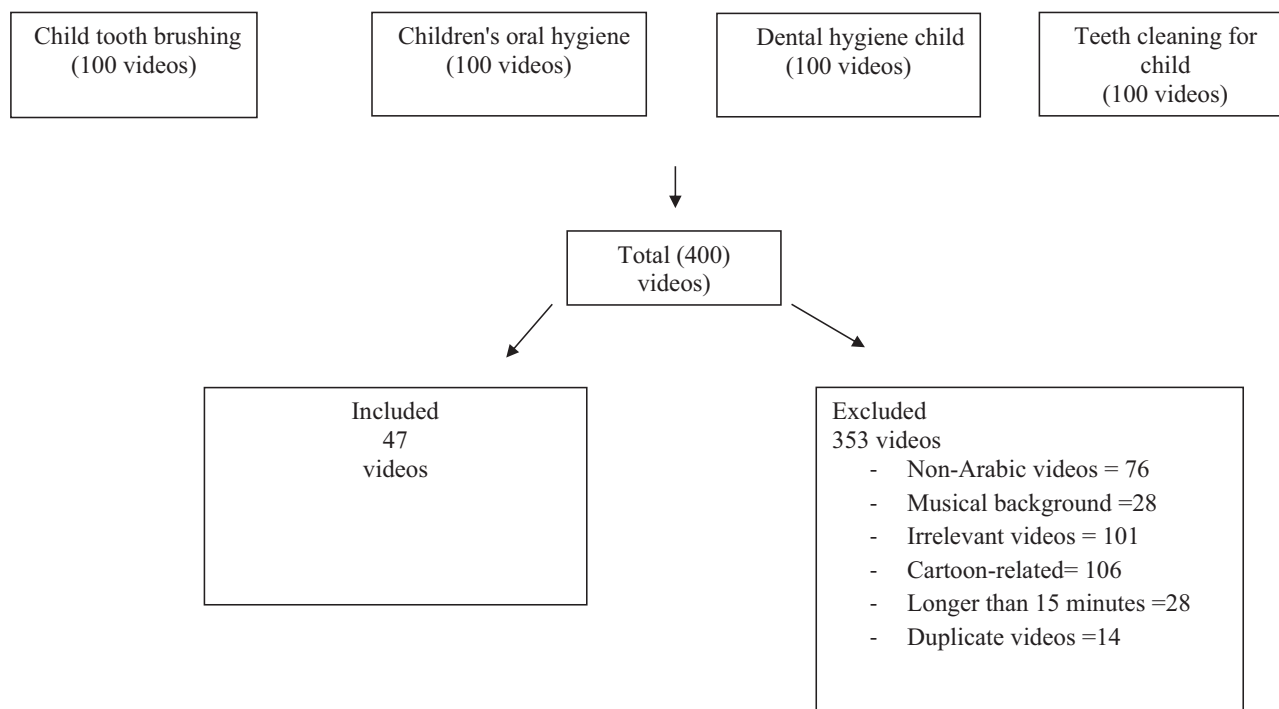 Child tooth brushing
(100 videos)
Children's oral hygiene
(100 videos)
Dental hygiene child
(100 videos)
Teeth cleaning for
child
(100 videos)
Total (400)
videos)
Included
47
videos
Excluded
353 videos
- Non-Arabic videos = 76
- Musical background =28
- Irrelevant videos = 101
- Cartoon-related= 106
- Longer than 15 minutes =28
- Duplicate videos =14